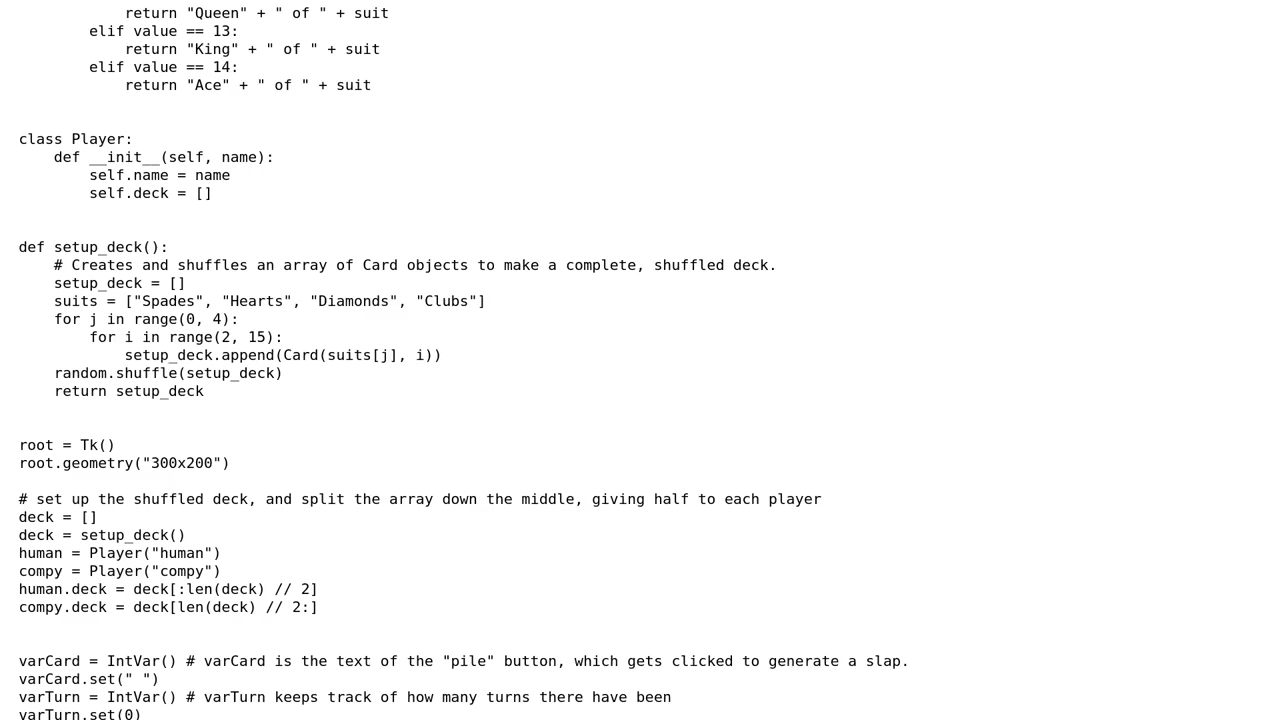 return "Queen" + " of " + suit
        elif value == 13:
            return "King" + " of " + suit
        elif value == 14:
            return "Ace" + " of " + suit


class Player:
    def __init__(self, name):
        self.name = name
        self.deck = []


def setup_deck():
    # Creates and shuffles an array of Card objects to make a complete, shuffled deck.
    setup_deck = []
    suits = ["Spades", "Hearts", "Diamonds", "Clubs"]
    for j in range(0, 4):
        for i in range(2, 15):
            setup_deck.append(Card(suits[j], i))
    random.shuffle(setup_deck)
    return setup_deck


root = Tk()
root.geometry("300x200")

# set up the shuffled deck, and split the array down the middle, giving half to each player
deck = []
deck = setup_deck()
human = Player("human")
compy = Player("compy")
human.deck = deck[:len(deck) // 2]
compy.deck = deck[len(deck) // 2:]


varCard = IntVar() # varCard is the text of the "pile" button, which gets clicked to generate a slap.
varCard.set(" ")
varTurn = IntVar() # varTurn keeps track of how many turns there have been
varTurn.set(0)